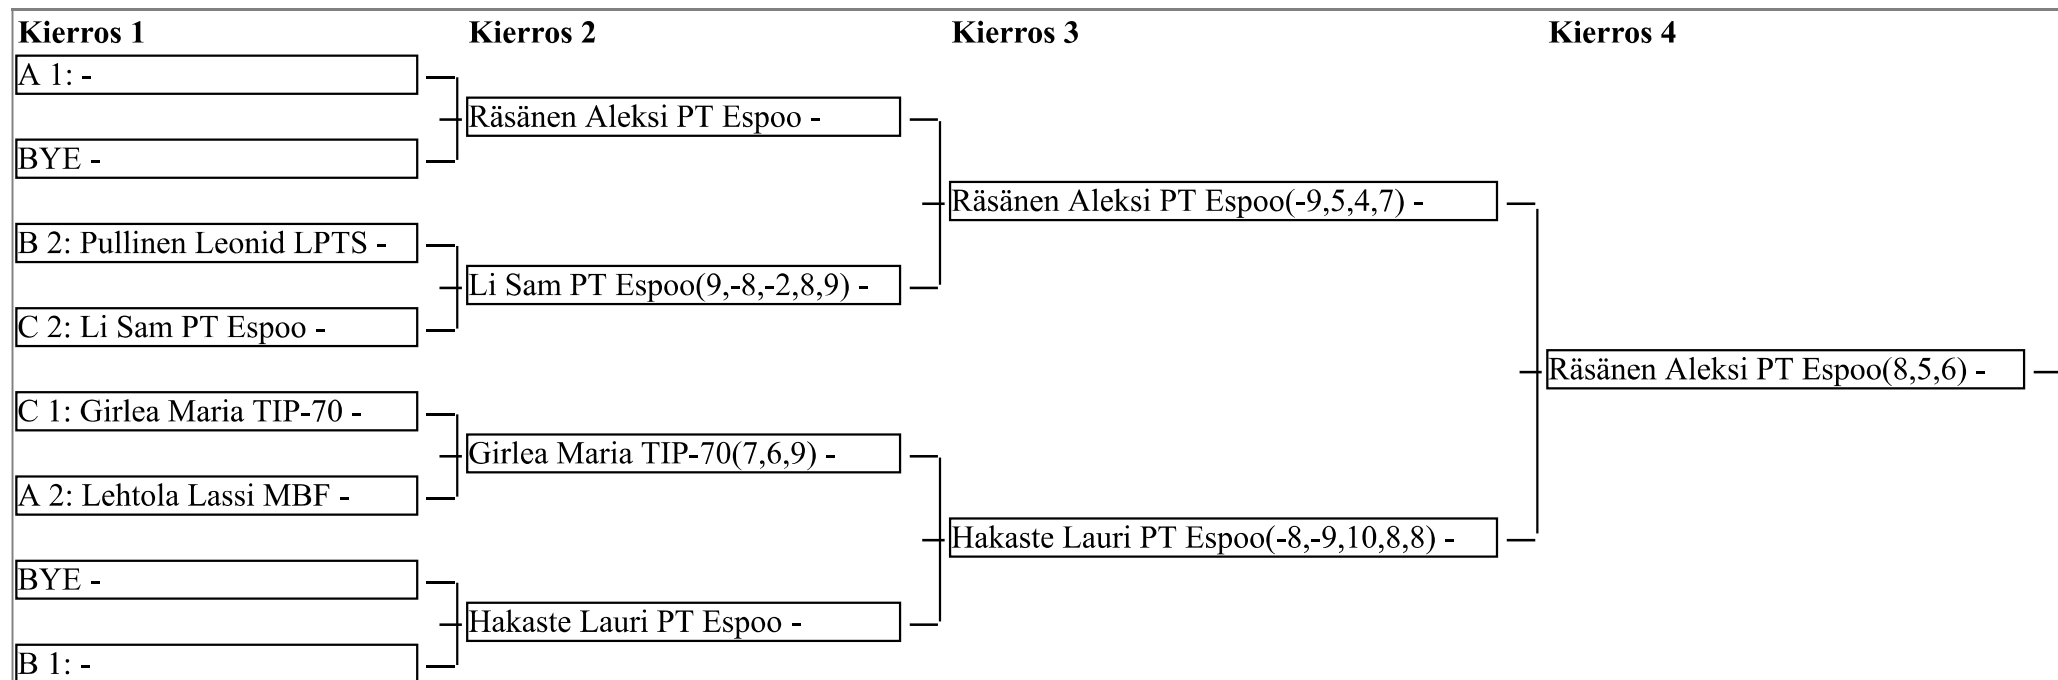 Kierros 1 Kierros 2 Kierros 3 Kierros 4
A 1: -
Räsänen Aleksi PT Espoo -
BYE -
Räsänen Aleksi PT Espoo(-9,5,4,7) -
B 2: Pullinen Leonid LPTS -
Li Sam PT Espoo(9,-8,-2,8,9) -
C 2: Li Sam PT Espoo -
Räsänen Aleksi PT Espoo(8,5,6) -
C 1: Girlea Maria TIP-70 -
Girlea Maria TIP-70(7,6,9) -
A 2: Lehtola Lassi MBF -
Hakaste Lauri PT Espoo(-8,-9,10,8,8) -
BYE -
Hakaste Lauri PT Espoo -
B 1: -